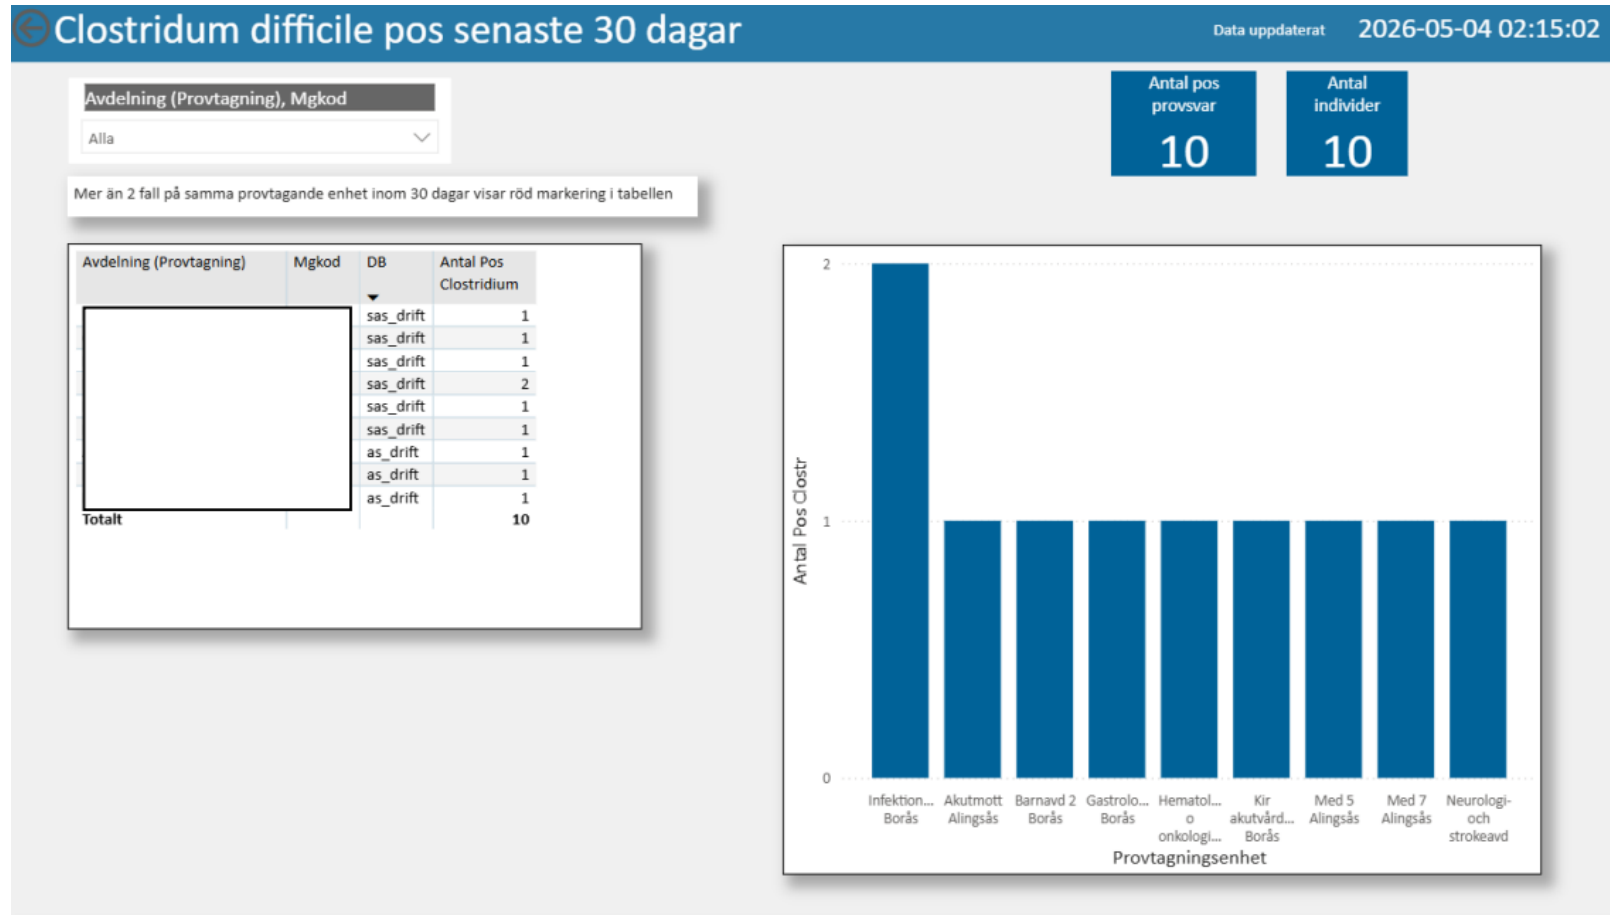 Clostridum difficile pos senaste 30 dagar
Data uppdaterat 2026-05-04 02:15:02
Avdelning (Provtagning), Mgkod
Alla
Antal pos
provsvar
10
Antal
individer
10
Mer än 2 fall på samma provtagande enhet inom 30 dagar visar röd markering i tabellen
Avdelning (Provtagning) Mgkod DB Antal Pos
Clostridium
sas_drift 1
sas_drift 1
sas_drift 1
sas_drift 2
sas_drift 1
sas_drift 1
as_drift 1
as_drift 1
as_drift 1
Totalt 10
Antal Pos Clostr
2
1
0
Infektion...
Borås
Akutmott
Alingsås
Barnavd 2
Borås
Gastrolo...
Borås
Hematol...
o
onkologi...
Kir
akutvård...
Borås
Med 5
Alingsås
Med 7
Alingsås
Neurologi-
och
strokeavd
Provtagningsenhet